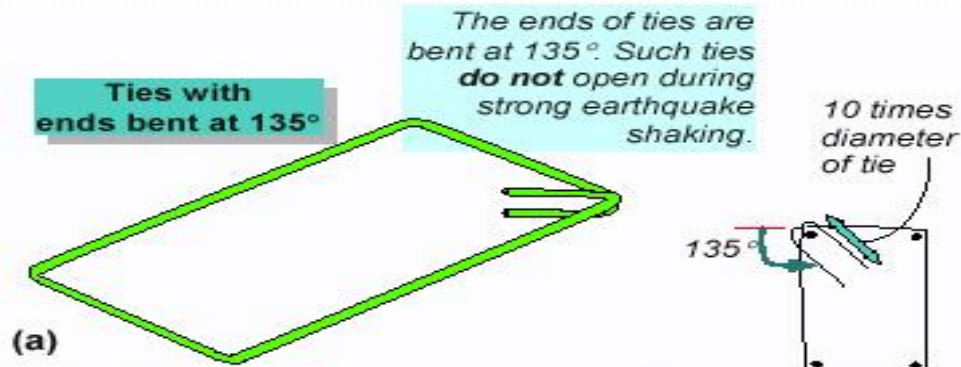 The ends of ties are
bent at 135°. Such ties
do not open during
strong earthquake
shaking.
Ties with
ends bent at 135°
10 times
diameter
of tie
135°
(a)